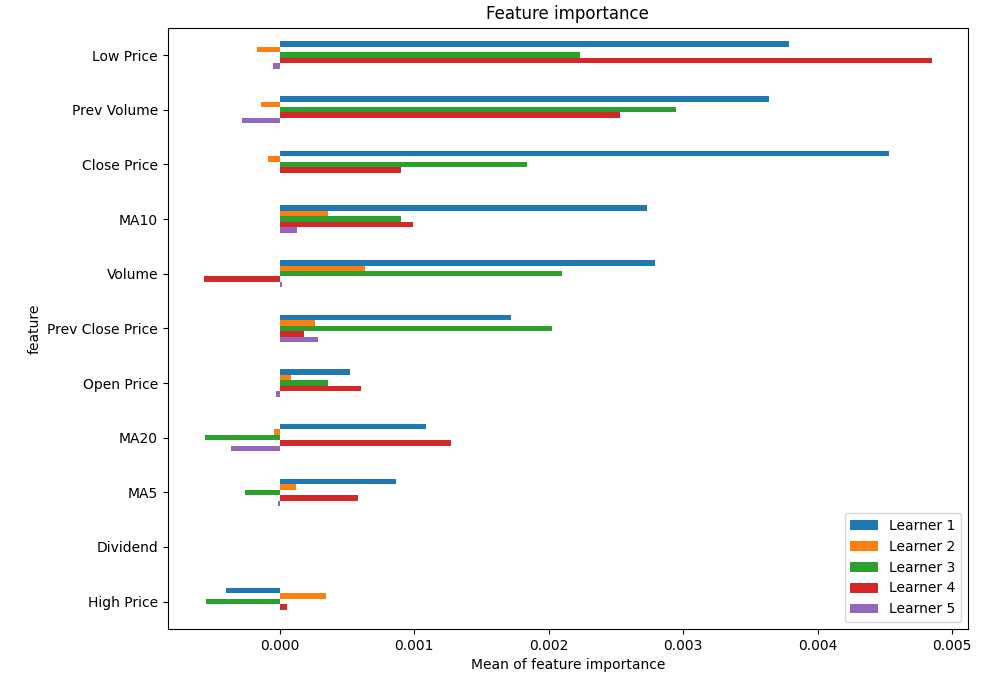 Feature importance
Low Price
Prev Volume
Close Price
MA10
Volume
Prev Close Price
Open Price
MA20
MA5
Dividend
High Price
feature
Learner 1
Learner 2
Learner 3
Learner 4
Learner 5
0.000 0.001 0.002 0.003 0.004 0.005
Mean of feature importance